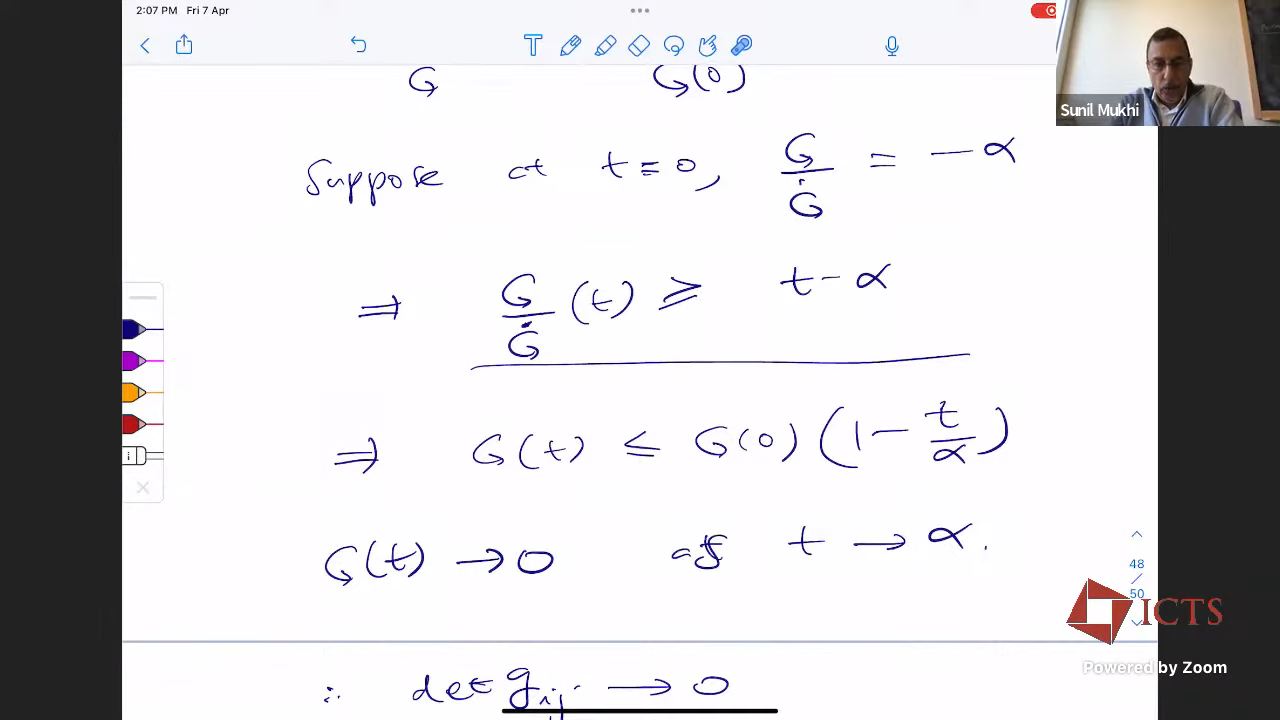 2:07 PM Fri 7 Apr
Sunil Mukhi
G G(0)
Suppose at t = 0, G/Ġ = -α
⇒ G/Ġ (t) ≥ t - α
⇒ G(t) ≤ G(0) (1 - t/α)
G(t) → 0 as t → α.
48
/
50
ICTS
Powered by Zoom
∴ det g_ij → 0